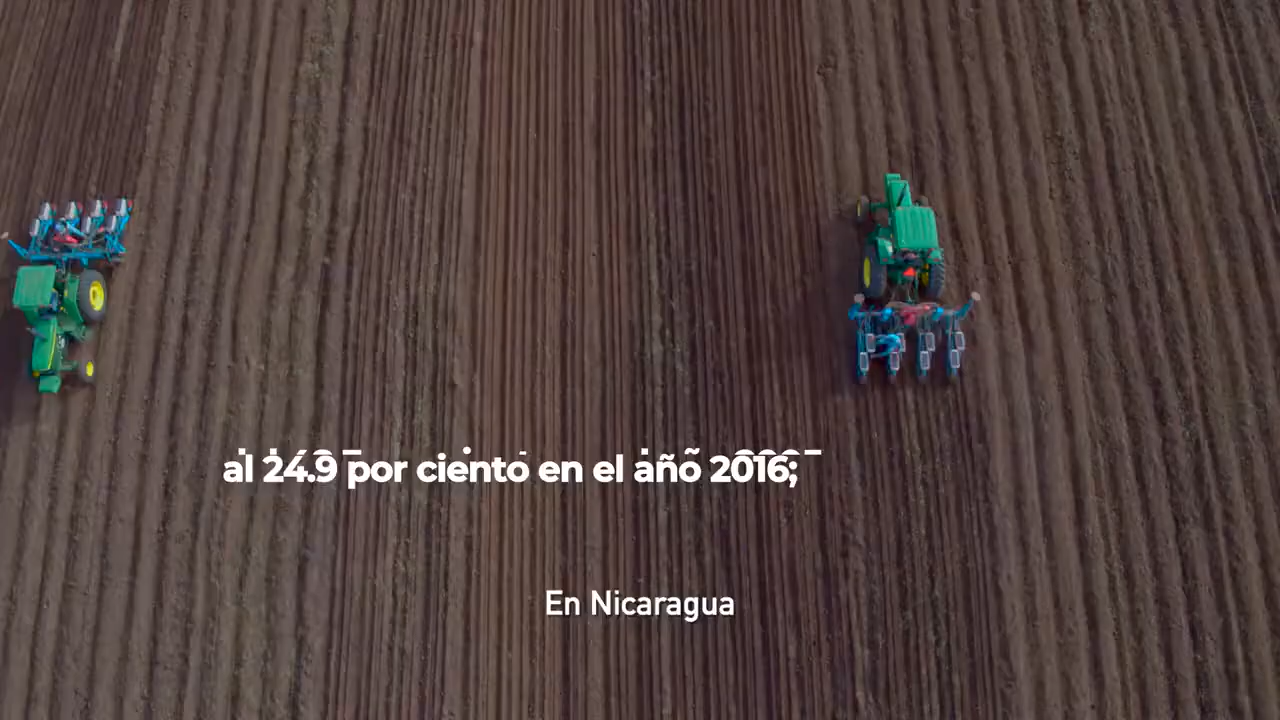 al 24.9 por ciento en el año 2016;
En Nicaragua